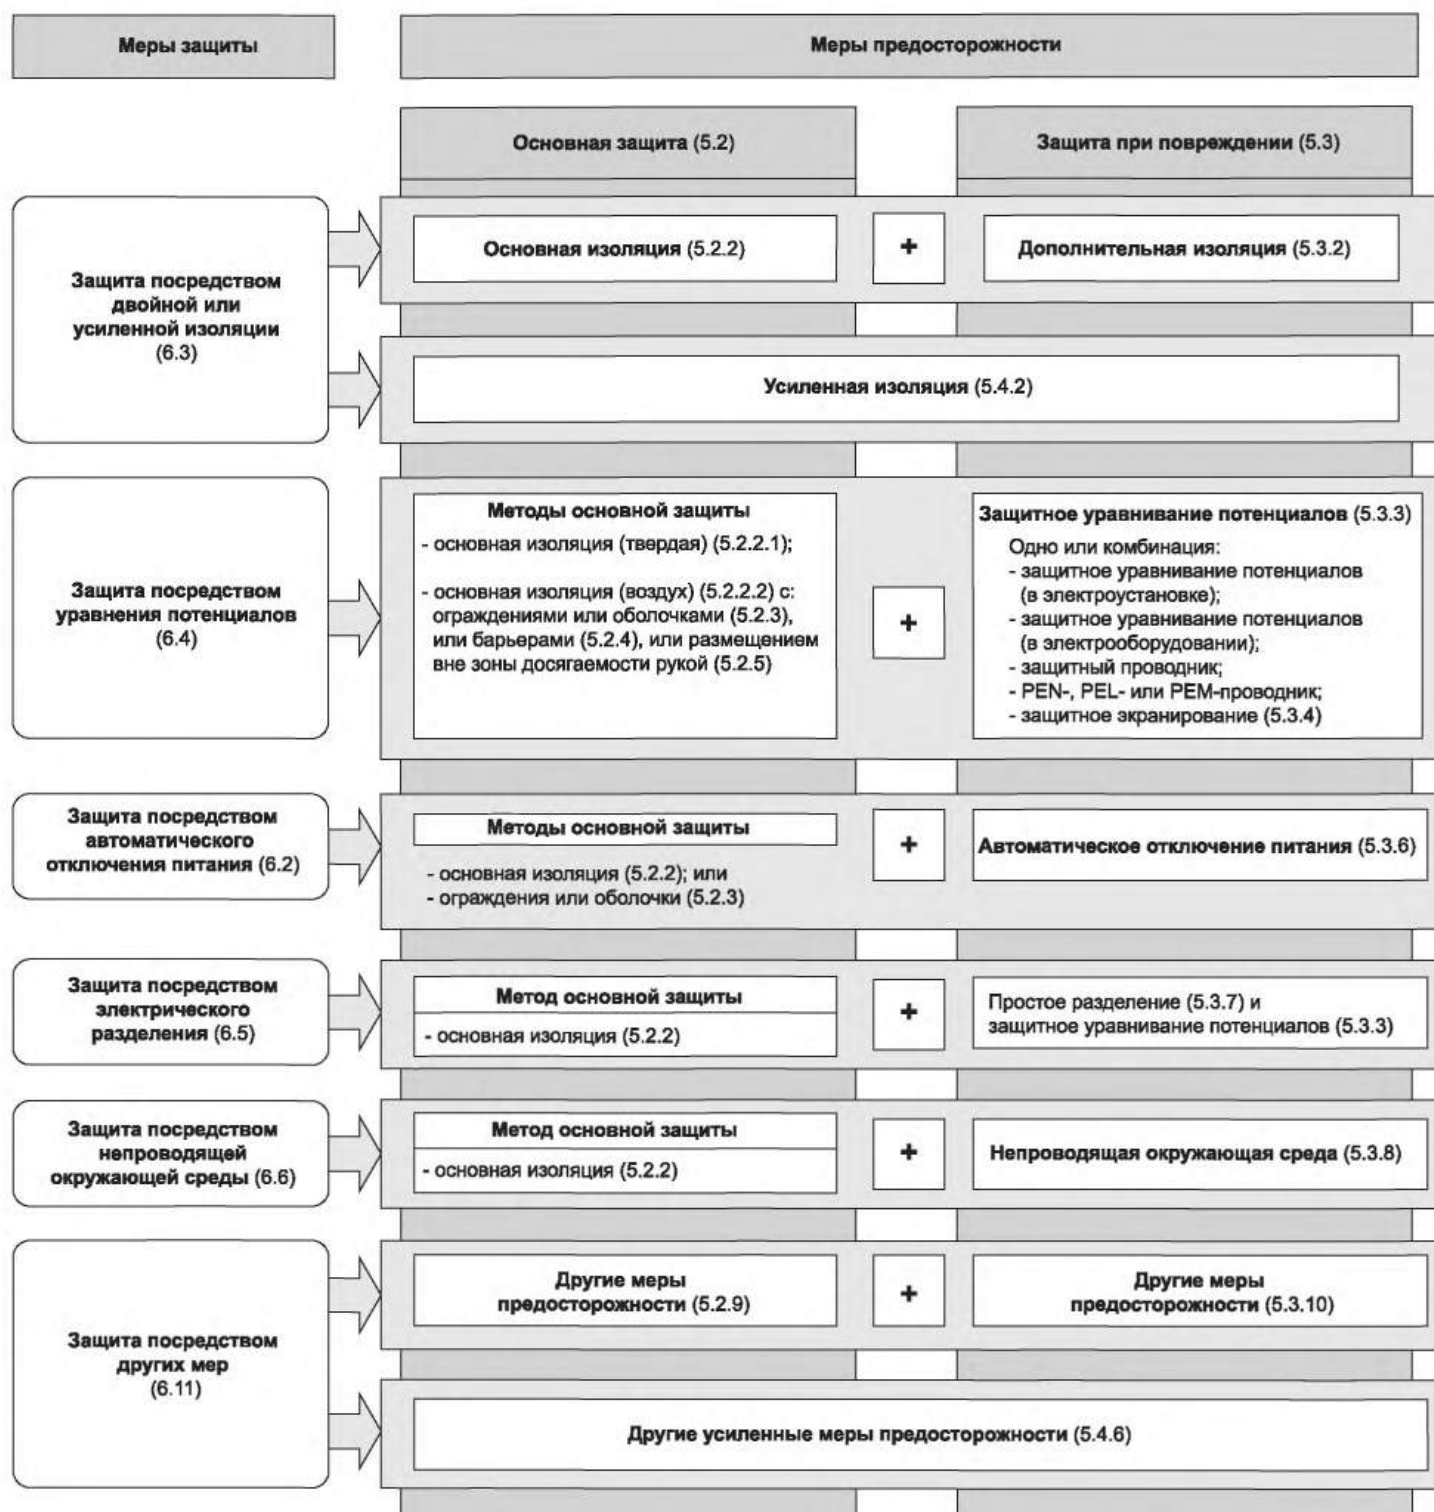 Меры защиты
Меры предосторожности
Основная защита (5.2)
Защита при повреждении (5.3)
Защита посредством
двойной или
усиленной изоляции
(6.3)
Основная изоляция (5.2.2)
+
Дополнительная изоляция (5.3.2)
Усиленная изоляция (5.4.2)
Защита посредством
уравнения потенциалов
(6.4)
Методы основной защиты
- основная изоляция (твердая) (5.2.2.1);
- основная изоляция (воздух) (5.2.2.2) с:
ограждениями или оболочками (5.2.3),
или барьерами (5.2.4), или размещением
вне зоны досягаемости рукой (5.2.5)
+
Защитное уравнивание потенциалов (5.3.3)
Одно или комбинация:
- защитное уравнивание потенциалов
(в электроустановке);
- защитное уравнивание потенциалов
(в электрооборудовании);
- защитный проводник;
- PEN-, PEL- или PEM-проводник;
- защитное экранирование (5.3.4)
Защита посредством
автоматического
отключения питания (6.2)
Методы основной защиты
- основная изоляция (5.2.2); или
- ограждения или оболочки (5.2.3)
+
Автоматическое отключение питания (5.3.6)
Защита посредством
электрического
разделения (6.5)
Метод основной защиты
- основная изоляция (5.2.2)
+
Простое разделение (5.3.7) и
защитное уравнивание потенциалов (5.3.3)
Защита посредством
непроводящей
окружающей среды (6.6)
Метод основной защиты
- основная изоляция (5.2.2)
+
Непроводящая окружающая среда (5.3.8)
Защита посредством
других мер
(6.11)
Другие меры
предосторожности (5.2.9)
+
Другие меры
предосторожности (5.3.10)
Другие усиленные меры предосторожности (5.4.6)